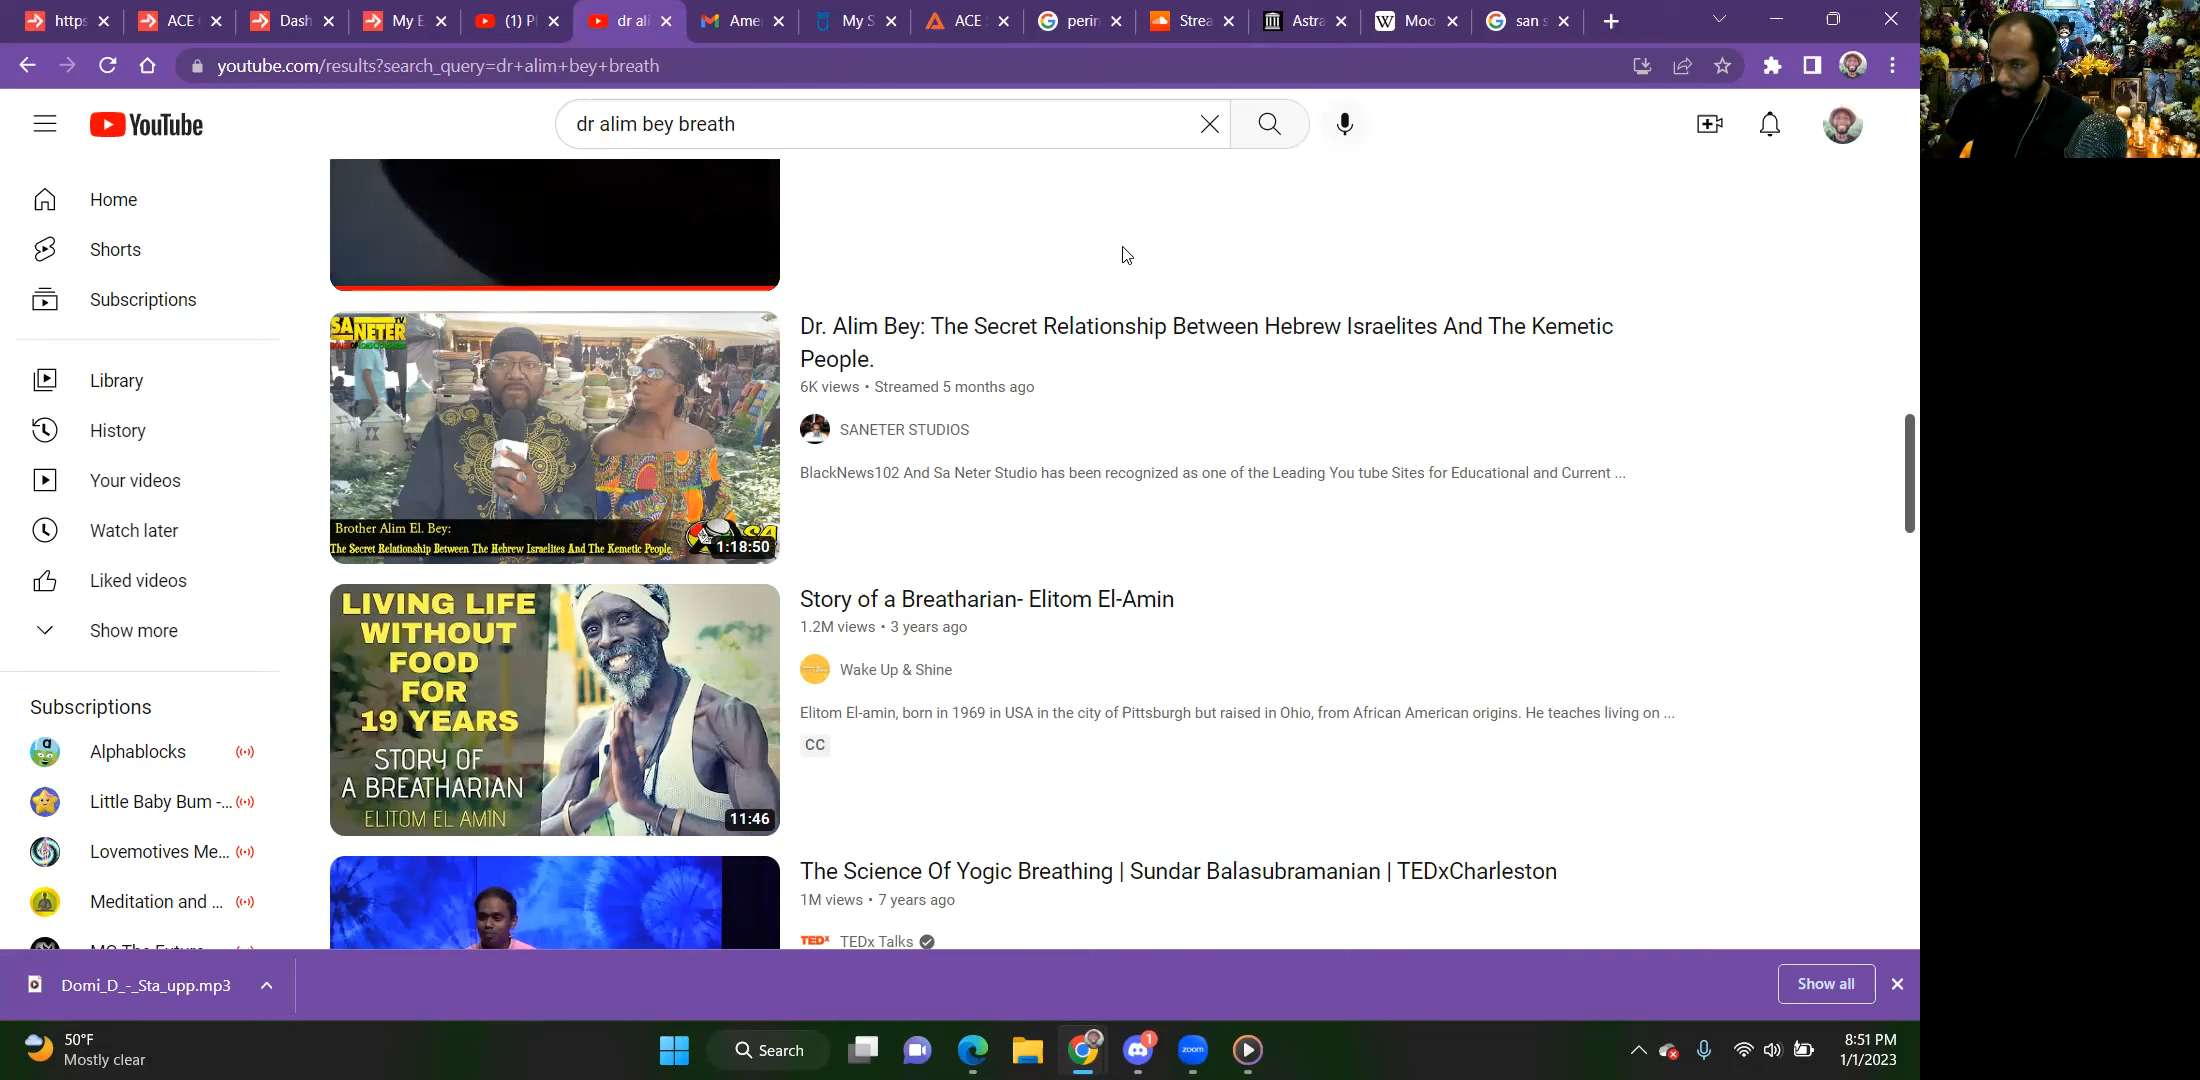 https
ACE
Dash
My E
(1) Pl
dr ali
Ame
My S
ACE
perin
Strea
Astra
Moo
san s
youtube.com/results?search_query=dr+alim+bey+breath
YouTube
dr alim bey breath
Home
Shorts
Subscriptions
Library
History
Your videos
Watch later
Liked videos
Show more
Subscriptions
Alphablocks
Little Baby Bum -...
Lovemotives Me...
Meditation and ...
SANETER
TV
Brother Alim El. Bey:
The Secret Relationship Between The Hebrew Israelites And The Kemetic People.
SA
1:18:50
Dr. Alim Bey: The Secret Relationship Between Hebrew Israelites And The Kemetic
People.
6K views • Streamed 5 months ago
SANETER STUDIOS
BlackNews102 And Sa Neter Studio has been recognized as one of the Leading You tube Sites for Educational and Current ...
LIVING LIFE
WITHOUT
FOOD
FOR
19 YEARS
STORY OF
A BREATHARIAN
ELITOM EL AMIN
11:46
Story of a Breatharian- Elitom El-Amin
1.2M views • 3 years ago
Wake Up & Shine
Elitom El-amin, born in 1969 in USA in the city of Pittsburgh but raised in Ohio, from African American origins. He teaches living on ...
CC
The Science Of Yogic Breathing | Sundar Balasubramanian | TEDxCharleston
1M views • 7 years ago
TEDx
TEDx Talks
Domi_D_-_Sta_upp.mp3
Show all
50°F
Mostly clear
Search
1
zoom
8:51 PM
1/1/2023